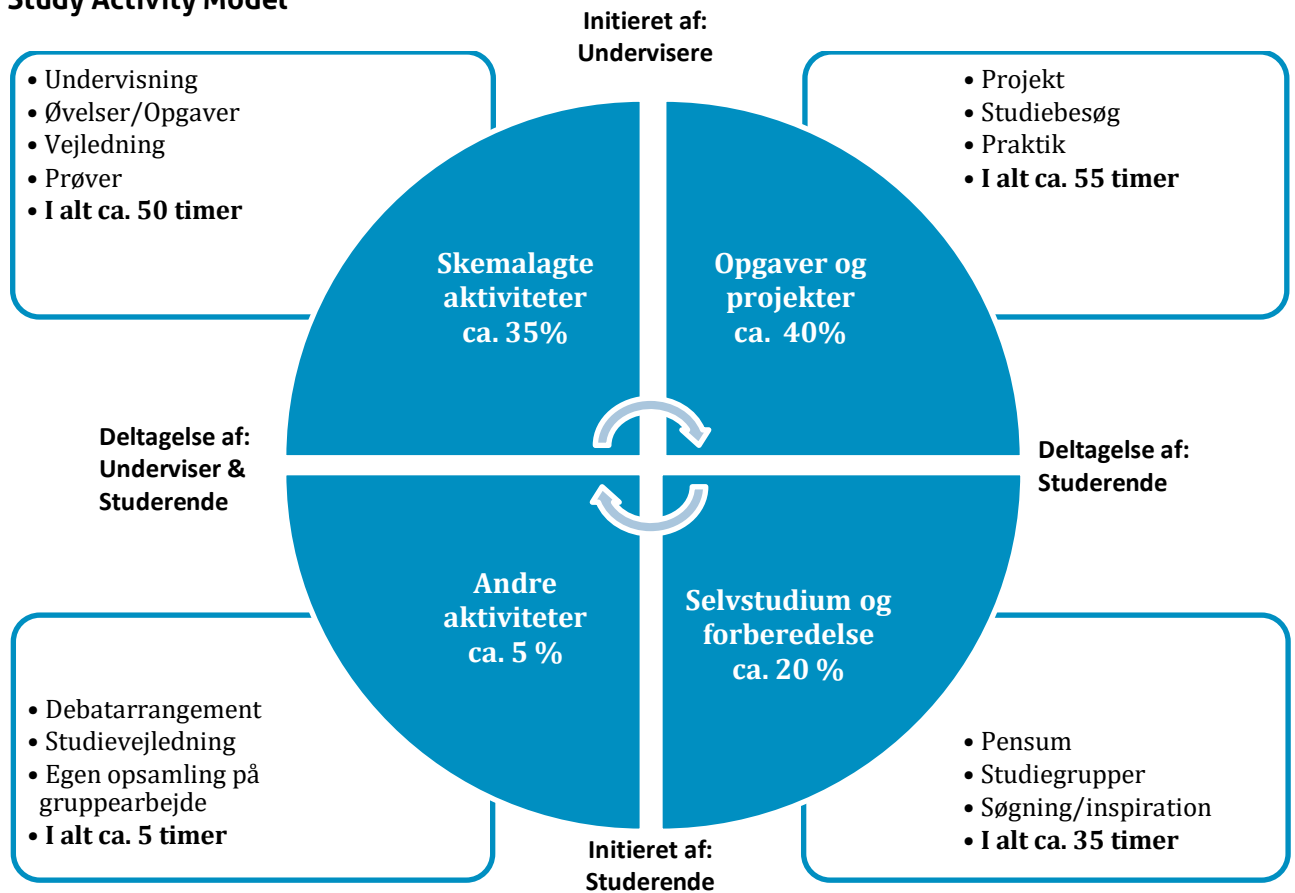 Study Activity Model
Initieret af:
Undervisere
• Undervisning
• Øvelser/Opgaver
• Vejledning
• Prøver
• I alt ca. 50 timer
• Projekt
• Studiebesøg
• Praktik
• I alt ca. 55 timer
Skemalagte
aktiviteter
ca. 35%
Opgaver og
projekter
ca. 40%
Deltagelse af:
Underviser &
Studerende
Deltagelse af:
Studerende
Andre
aktiviteter
ca. 5 %
Selvstudium og
forberedelse
ca. 20 %
• Debatarrangement
• Studievejledning
• Egen opsamling på
gruppearbejde
• I alt ca. 5 timer
• Pensum
• Studiegrupper
• Søgning/inspiration
• I alt ca. 35 timer
Initieret af:
Studerende